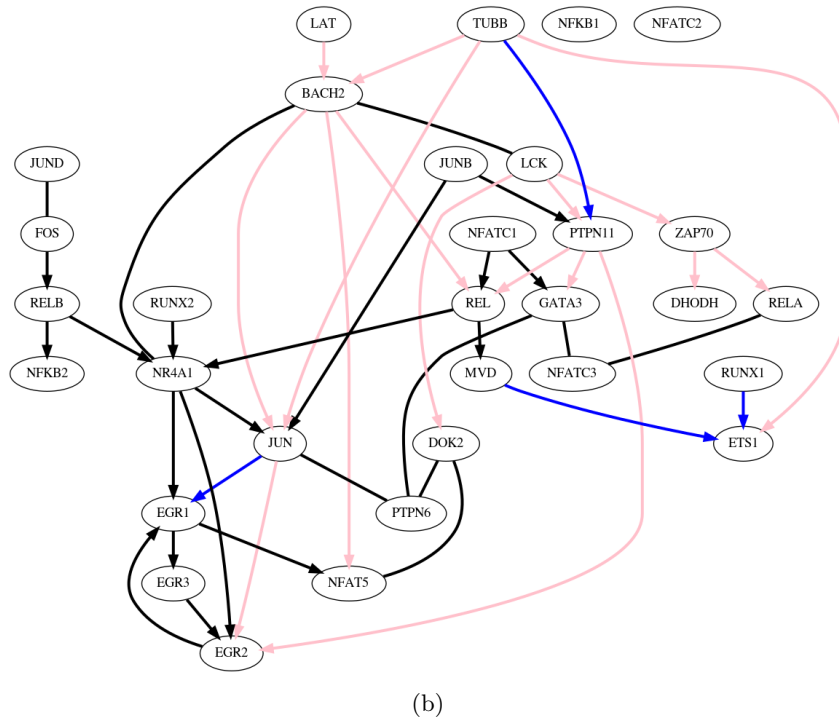 LAT TUBB NFKB1 NFATC2
BACH2
JUND JUNB LCK
FOS NFATC1 PTPN11 ZAP70
RELB RUNX2 REL GATA3 DHODH RELA
NFKB2 NR4A1 MVD NFATC3 RUNX1
JUN DOK2 ETS1
EGR1 PTPN6
EGR3 NFAT5
EGR2
(b)